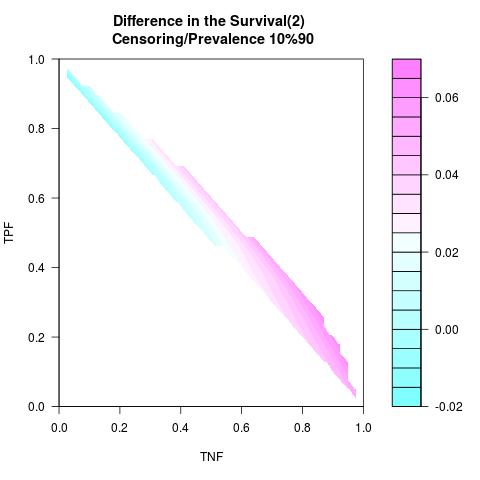 Difference in the Survival(2)
Censoring/Prevalence 10%90
1.0
0.8
0.6
0.4
0.2
0.0
TPF
0.0 0.2 0.4 0.6 0.8 1.0
TNF
0.06
0.04
0.02
0.00
-0.02